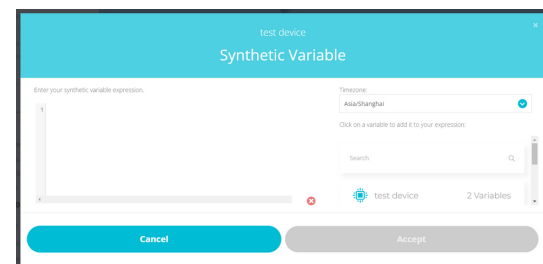 test device
Synthetic Variable
Enter your synthetic variable expression.
1
Timezone:
Asia/Shanghai
Click on a variable to add it to your expression:
Search
test device 2 Variables
Cancel
Accept